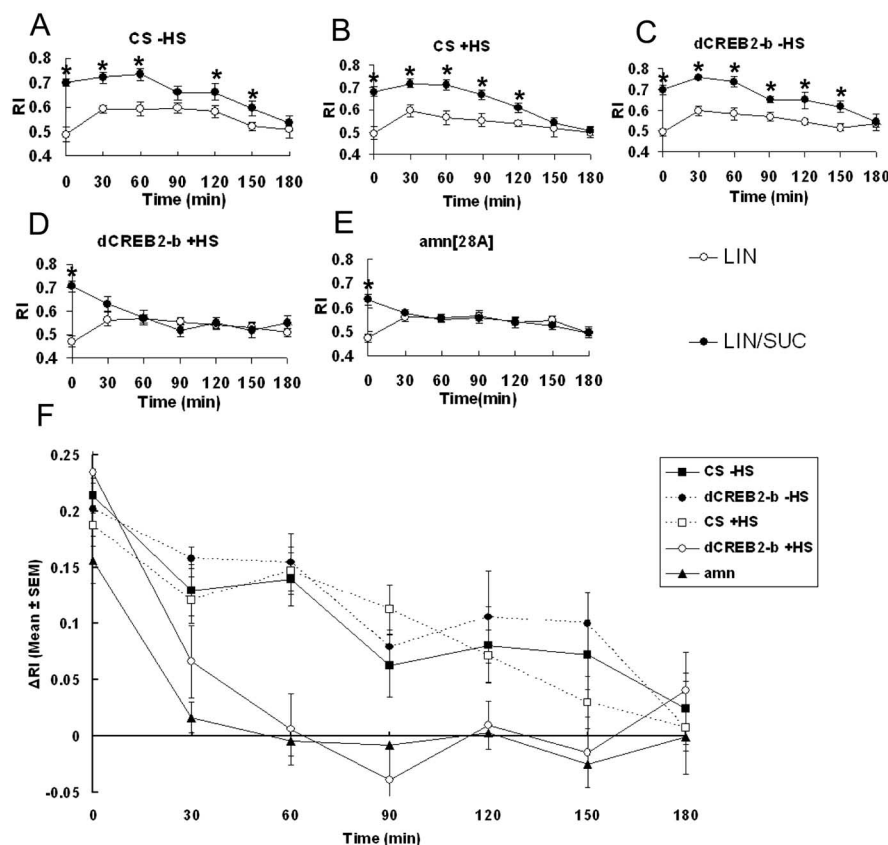 A
CS -HS
*
*
*
*
*
0.8
0.7
0.6
0.5
0.4
RI
0 30 60 90 120 150 180
Time (min)
B
CS +HS
*
*
*
*
*
0.8
0.7
0.6
0.5
0.4
RI
0 30 60 90 120 150 180
Time (min)
C
dCREB2-b -HS
*
*
*
*
*
*
0.8
0.7
0.6
0.5
0.4
RI
0 30 60 90 120 150 180
Time (min)
D
dCREB2-b +HS
*
0.8
0.7
0.6
0.5
0.4
RI
0 30 60 90 120 150 180
Time (min)
E
amn[28A]
*
0.8
0.7
0.6
0.5
0.4
RI
0 30 60 90 120 150 180
Time(min)
LIN
LIN/SUC
F
0.25
0.2
0.15
0.1
0.05
0
-0.05
ΔRI (Mean ± SEM)
0 30 60 90 120 150 180
Time (min)
CS -HS
dCREB2-b -HS
CS +HS
dCREB2-b +HS
amn